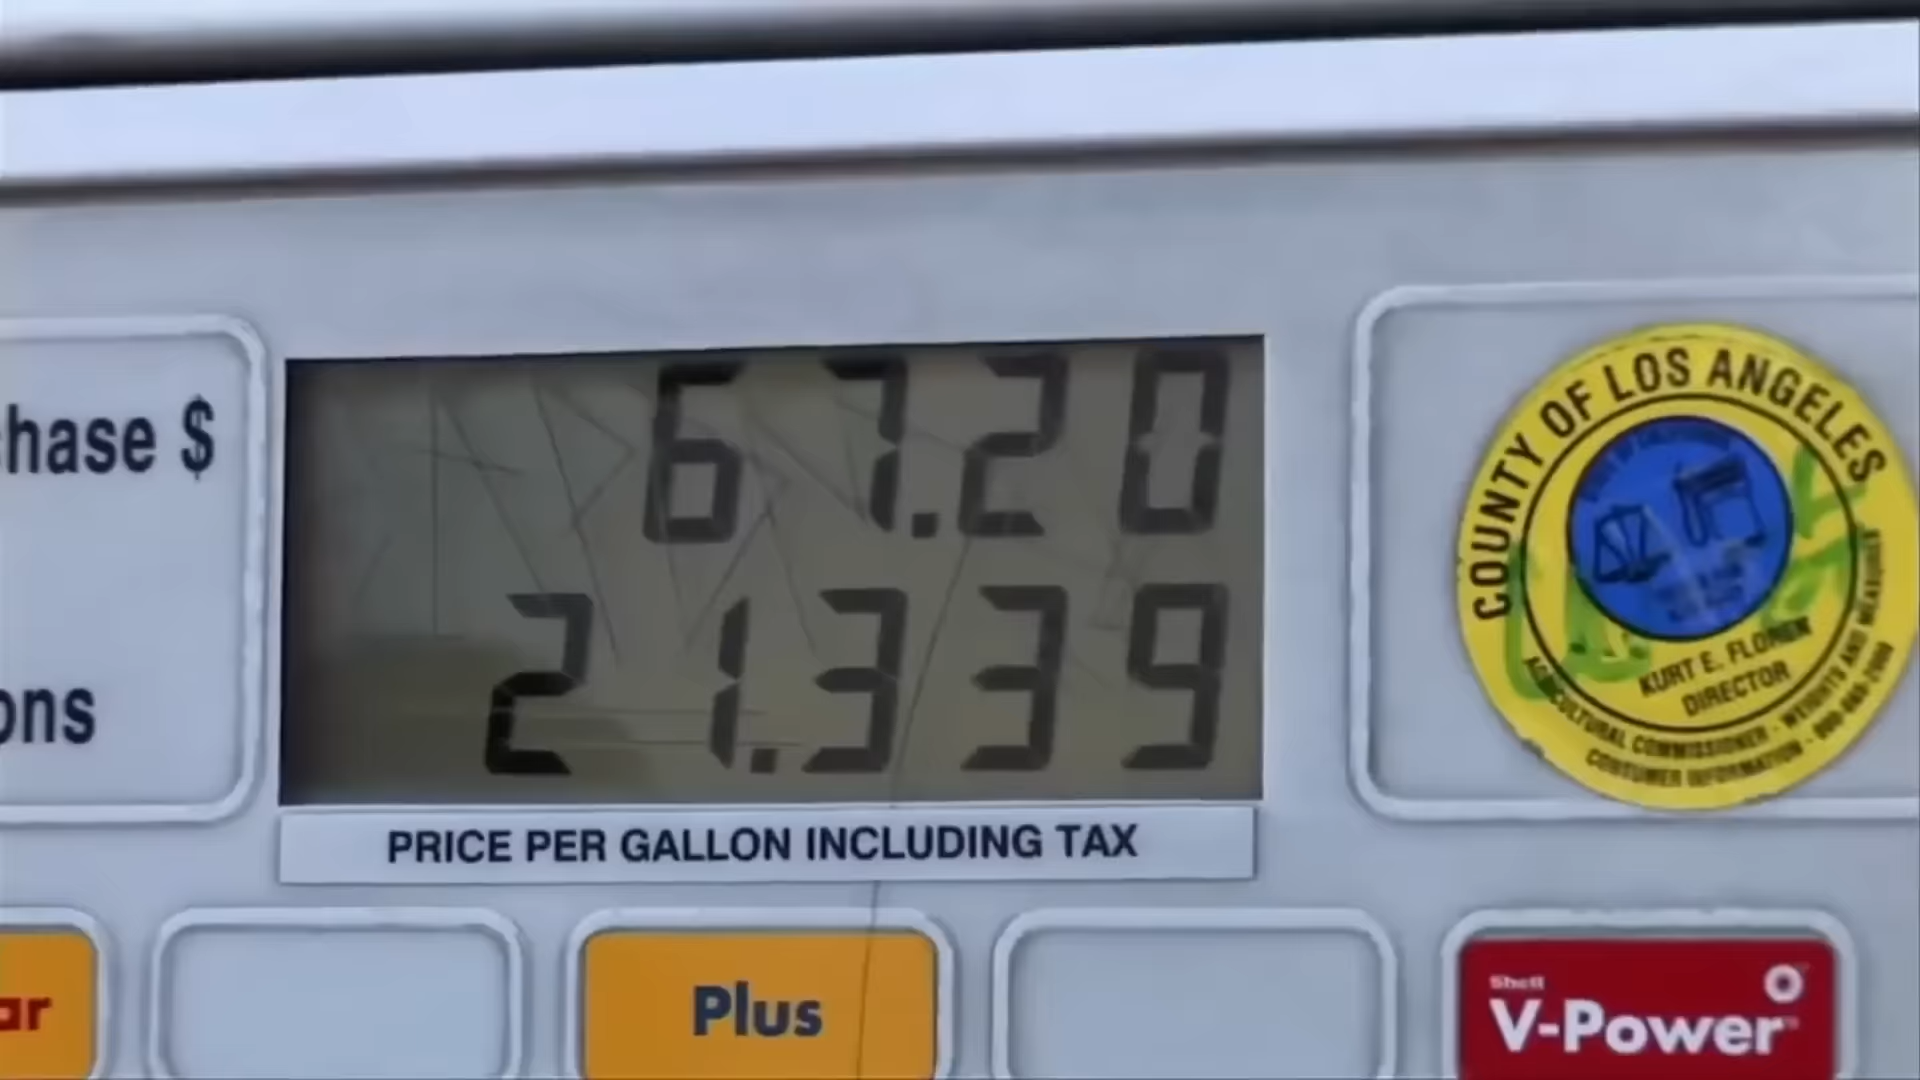 chase $
67.20
ons
21.339
PRICE PER GALLON INCLUDING TAX
COUNTY OF LOS ANGELES
KURT E. FLOREN
DIRECTOR
AGRICULTURAL COMMISSIONER - WEIGHTS AND MEASURES
CONSUMER INFORMATION -
ar
Plus
Shell
V-Power